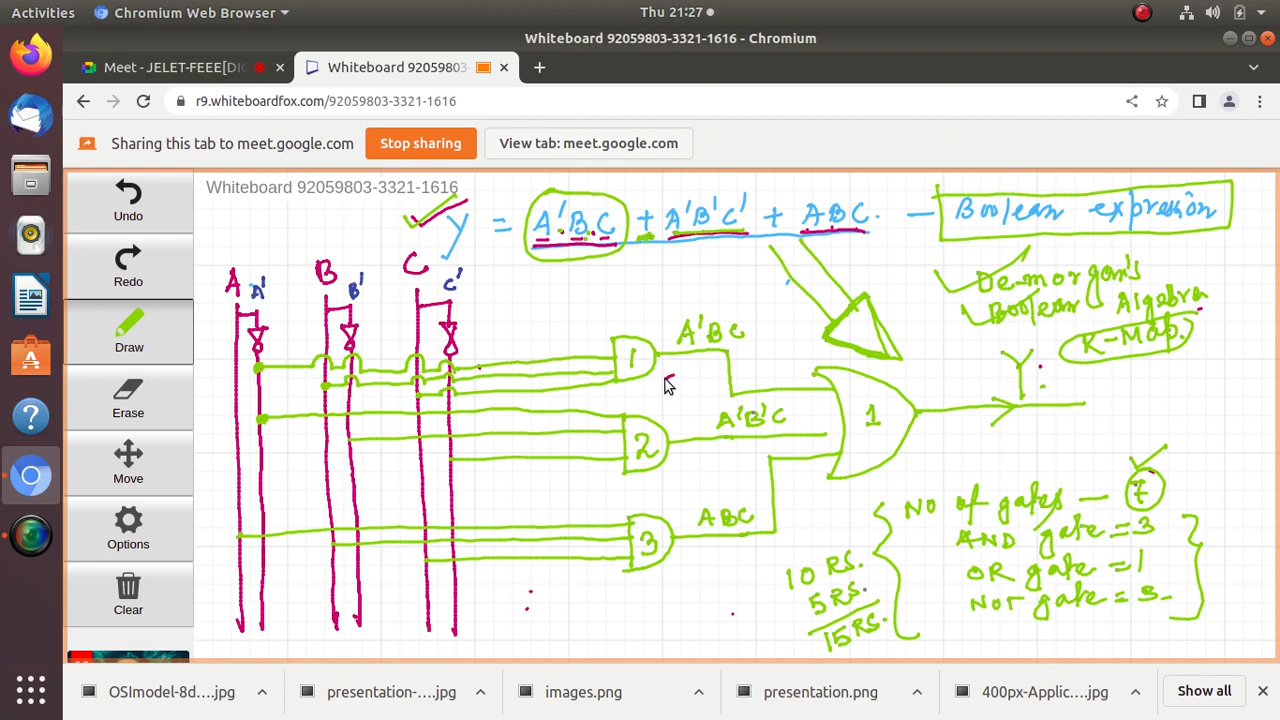 Activities
Chromium Web Browser
Thu 21:27
Whiteboard 92059803-3321-1616 - Chromium
Meet - JELET-FEEE[DIC
Whiteboard 92059803-
r9.whiteboardfox.com/92059803-3321-1616
Sharing this tab to meet.google.com
Stop sharing
View tab: meet.google.com
Whiteboard 92059803-3321-1616
Undo
Redo
Draw
Erase
Move
Options
Clear
Y = A'.B.C + A'B'C' + ABC. — Boolean expression
De-morgan's
Boolean Algebra
K-Map.
A A' B B' C C'
1 A'BC
2 A'B'C
3 ABC
1
Y
No of gates — 7
AND gate = 3
OR gate = 1
NOT gate = 3
10 RS.
5 RS.
15 RS.
OSImodel-8d....jpg
presentation-....jpg
images.png
presentation.png
400px-Applic....jpg
Show all